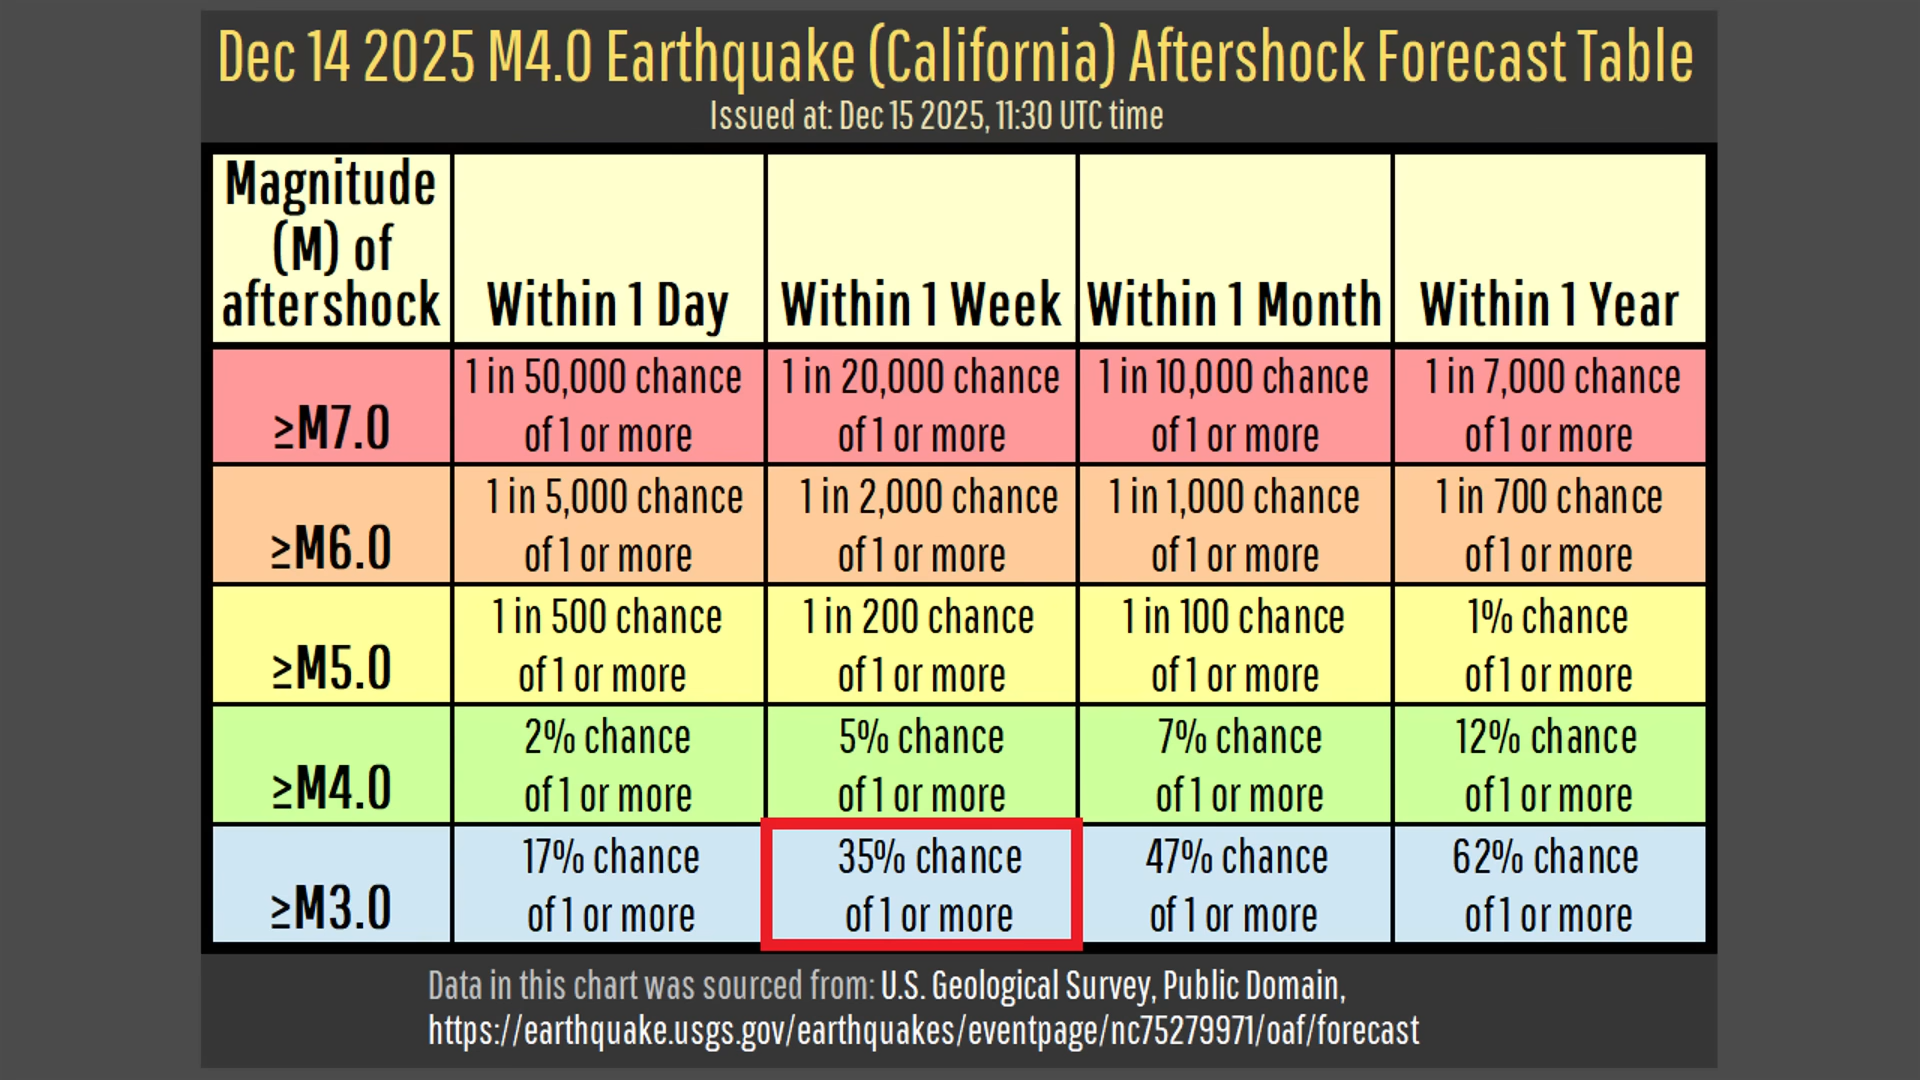 Dec 14 2025 M4.0 Earthquake (California) Aftershock Forecast Table
Issued at: Dec 15 2025, 11:30 UTC time
Magnitude
(M) of
aftershock
Within 1 Day
Within 1 Week
Within 1 Month
Within 1 Year
≥M7.0
1 in 50,000 chance
of 1 or more
1 in 20,000 chance
of 1 or more
1 in 10,000 chance
of 1 or more
1 in 7,000 chance
of 1 or more
≥M6.0
1 in 5,000 chance
of 1 or more
1 in 2,000 chance
of 1 or more
1 in 1,000 chance
of 1 or more
1 in 700 chance
of 1 or more
≥M5.0
1 in 500 chance
of 1 or more
1 in 200 chance
of 1 or more
1 in 100 chance
of 1 or more
1% chance
of 1 or more
≥M4.0
2% chance
of 1 or more
5% chance
of 1 or more
7% chance
of 1 or more
12% chance
of 1 or more
≥M3.0
17% chance
of 1 or more
35% chance
of 1 or more
47% chance
of 1 or more
62% chance
of 1 or more
Data in this chart was sourced from: U.S. Geological Survey, Public Domain,
https://earthquake.usgs.gov/earthquakes/eventpage/nc75279971/oaf/forecast